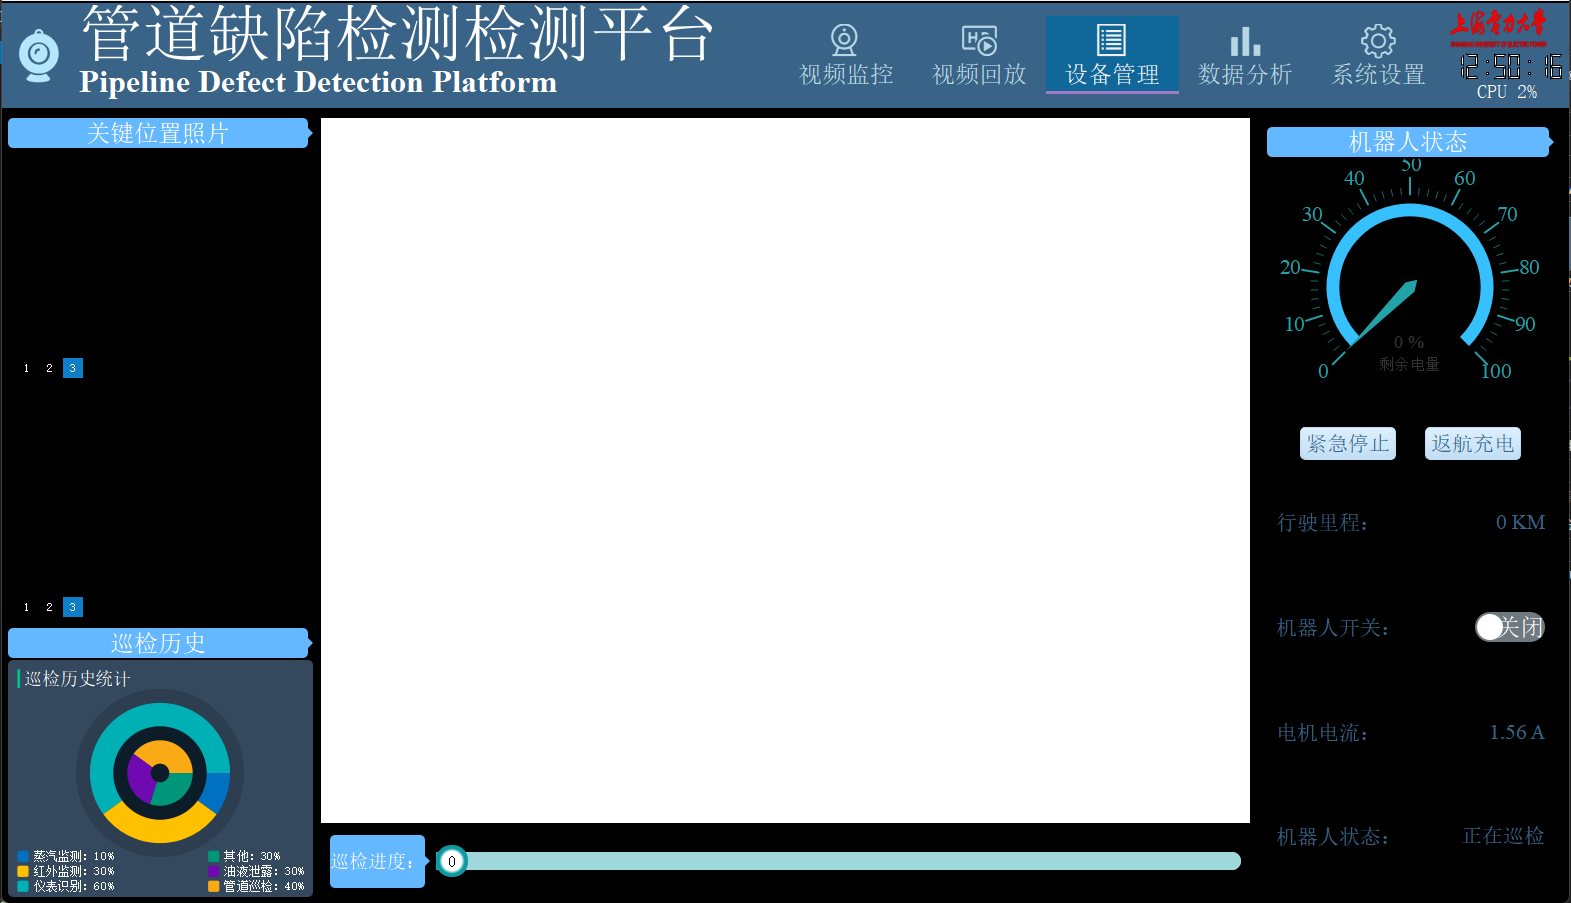 管道缺陷检测检测平台
Pipeline Defect Detection Platform
视频监控
视频回放
设备管理
数据分析
系统设置
上海电力大学
SHANGHAI UNIVERSITY OF ELECTRIC POWER
12:50:16
CPU 2%
关键位置照片
1 2 3
1 2 3
巡检历史
巡检历史统计
蒸汽监测: 10%
红外监测: 30%
仪表识别: 60%
其他: 30%
油液泄露: 30%
管道巡检: 40%
巡检进度:
0
机器人状态
0
10
20
30
40
50
60
70
80
90
100
0 %
剩余电量
紧急停止
返航充电
行驶里程:
0 KM
机器人开关:
关闭
电机电流:
1.56 A
机器人状态:
正在巡检